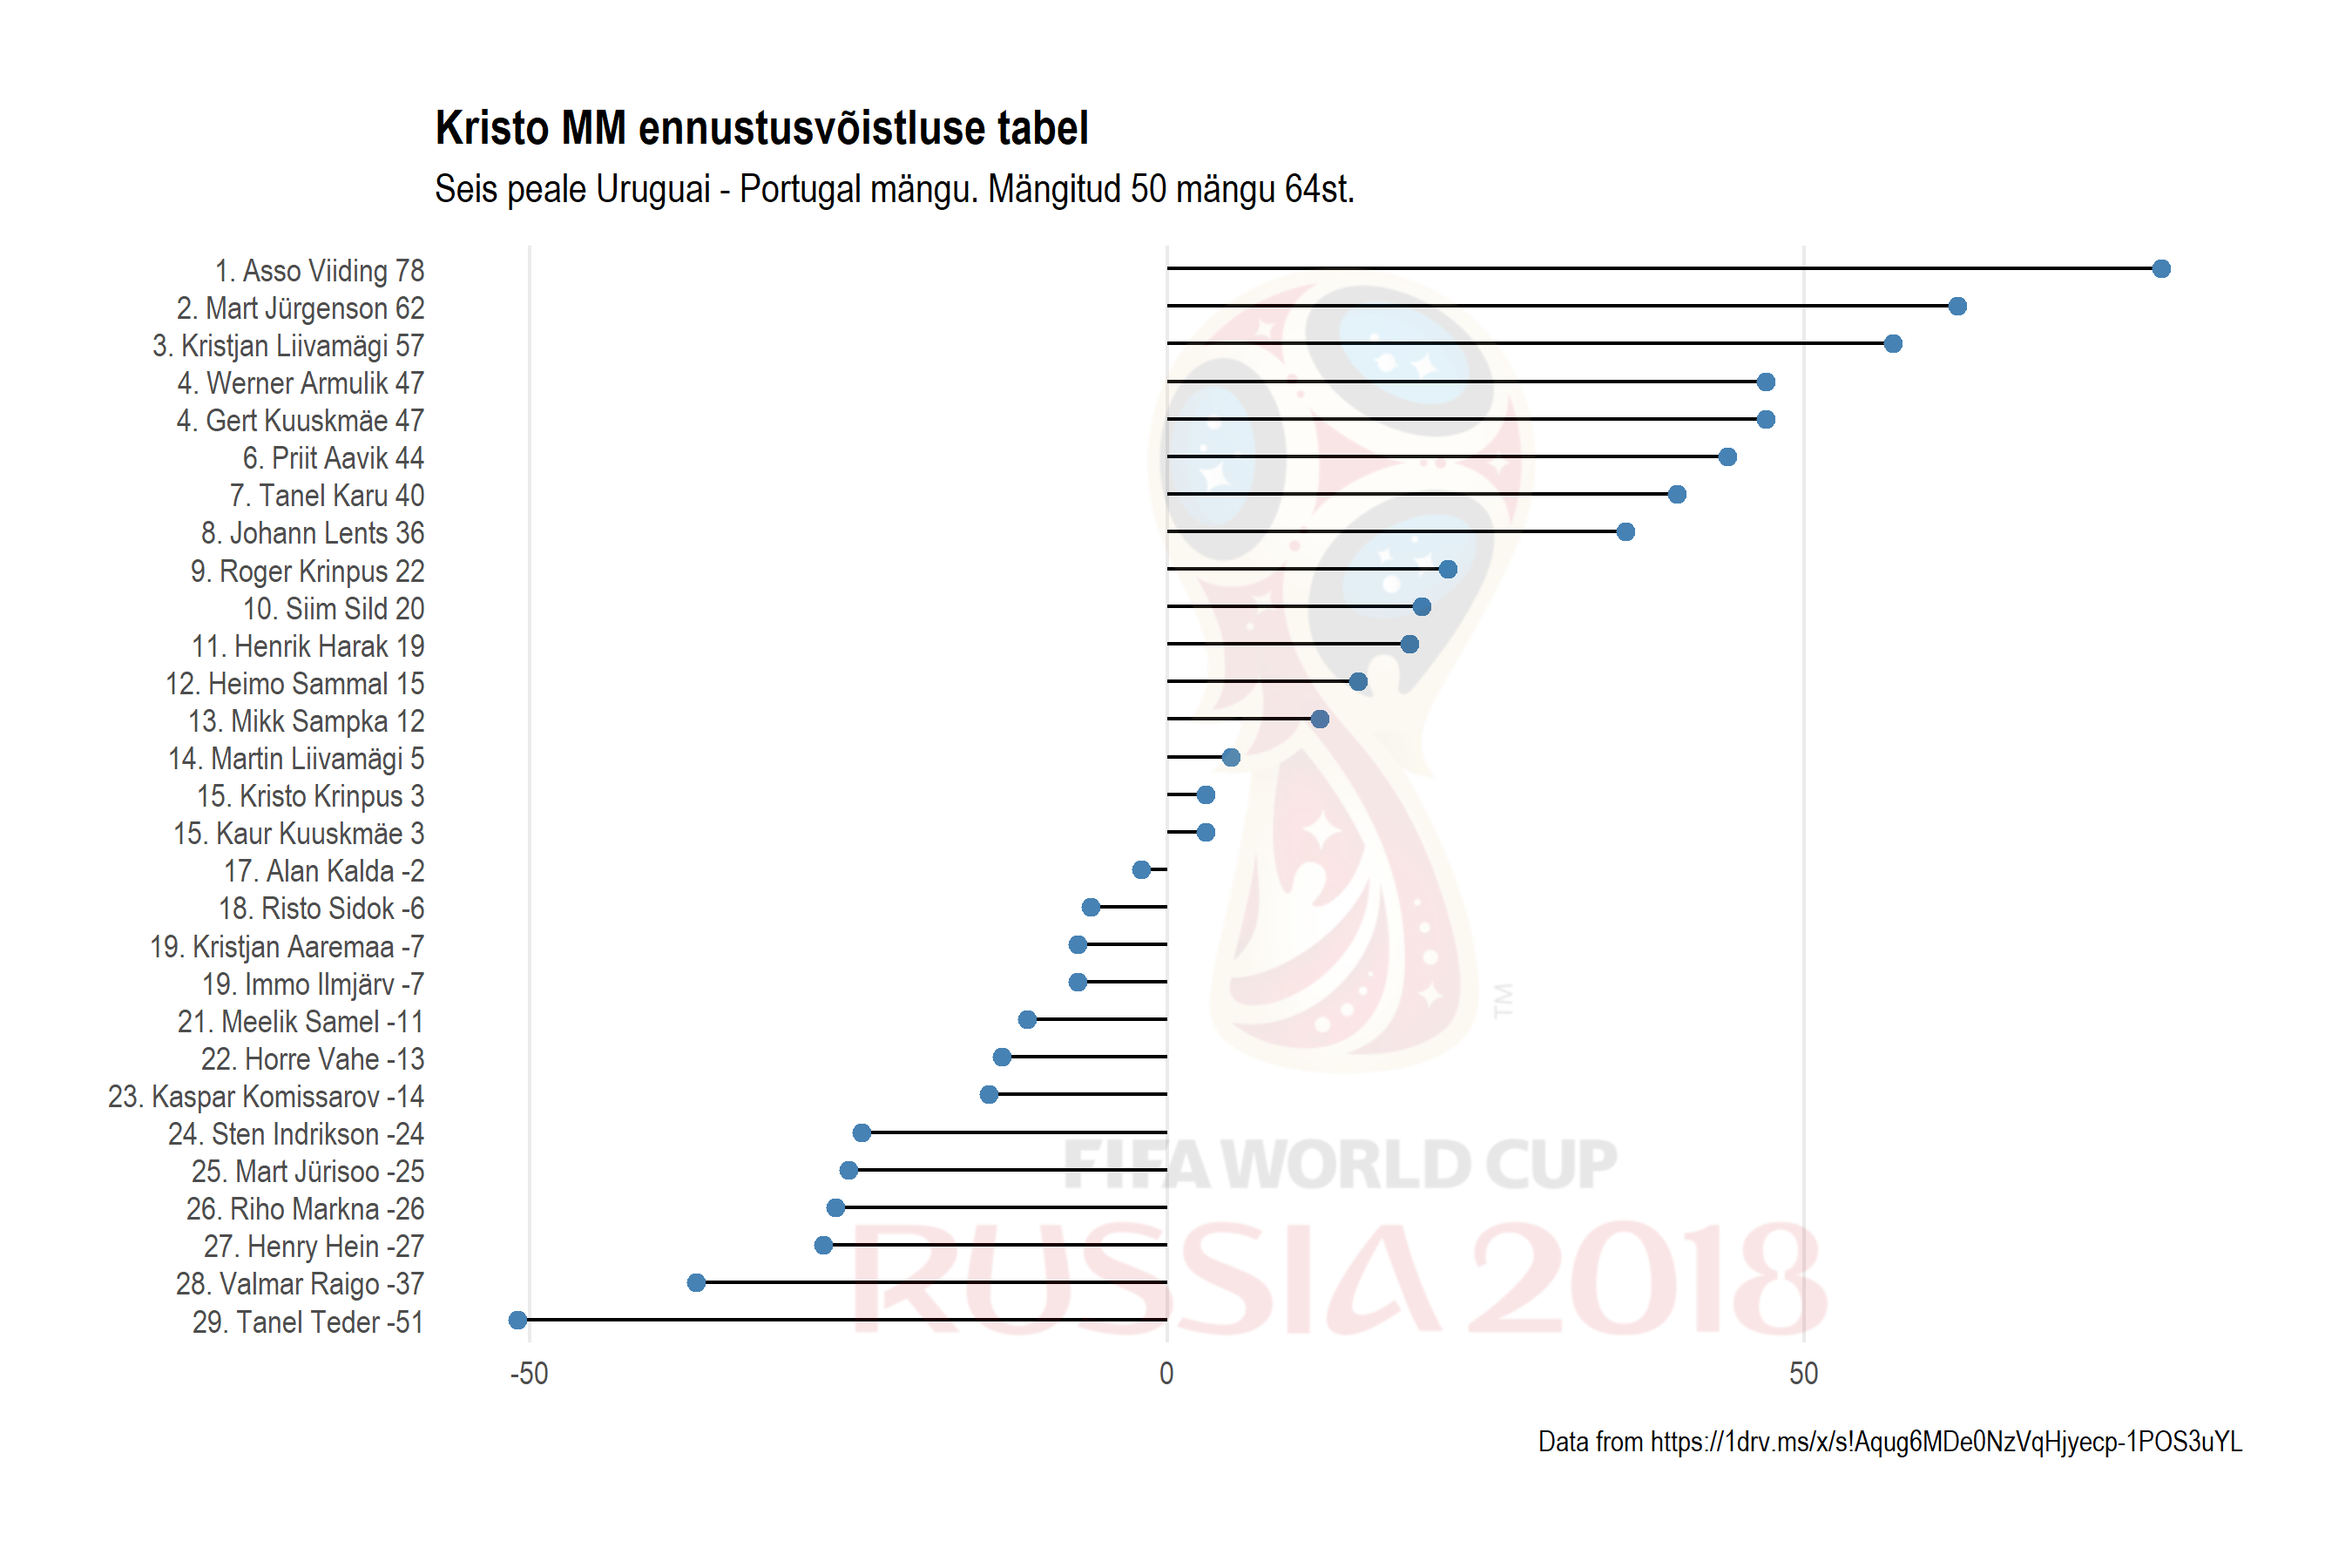 Kristo MM ennustusvõistluse tabel
Seis peale Uruguai - Portugal mängu. Mängitud 50 mängu 64st.
1. Asso Viiding 78
2. Mart Jürgenson 62
3. Kristjan Liivamägi 57
4. Werner Armulik 47
4. Gert Kuuskmäe 47
6. Priit Aavik 44
7. Tanel Karu 40
8. Johann Lents 36
9. Roger Krinpus 22
10. Siim Sild 20
11. Henrik Harak 19
12. Heimo Sammal 15
13. Mikk Sampka 12
14. Martin Liivamägi 5
15. Kristo Krinpus 3
15. Kaur Kuuskmäe 3
17. Alan Kalda -2
18. Risto Sidok -6
19. Kristjan Aaremaa -7
19. Immo Ilmjärv -7
21. Meelik Samel -11
22. Horre Vahe -13
23. Kaspar Komissarov -14
24. Sten Indrikson -24
25. Mart Jürisoo -25
26. Riho Markna -26
27. Henry Hein -27
28. Valmar Raigo -37
29. Tanel Teder -51
TM
FIFA WORLD CUP
RUSSIA 2018
-50 0 50
Data from https://1drv.ms/x/s!Aqug6MDe0NzVqHjyecp-1POS3uYL